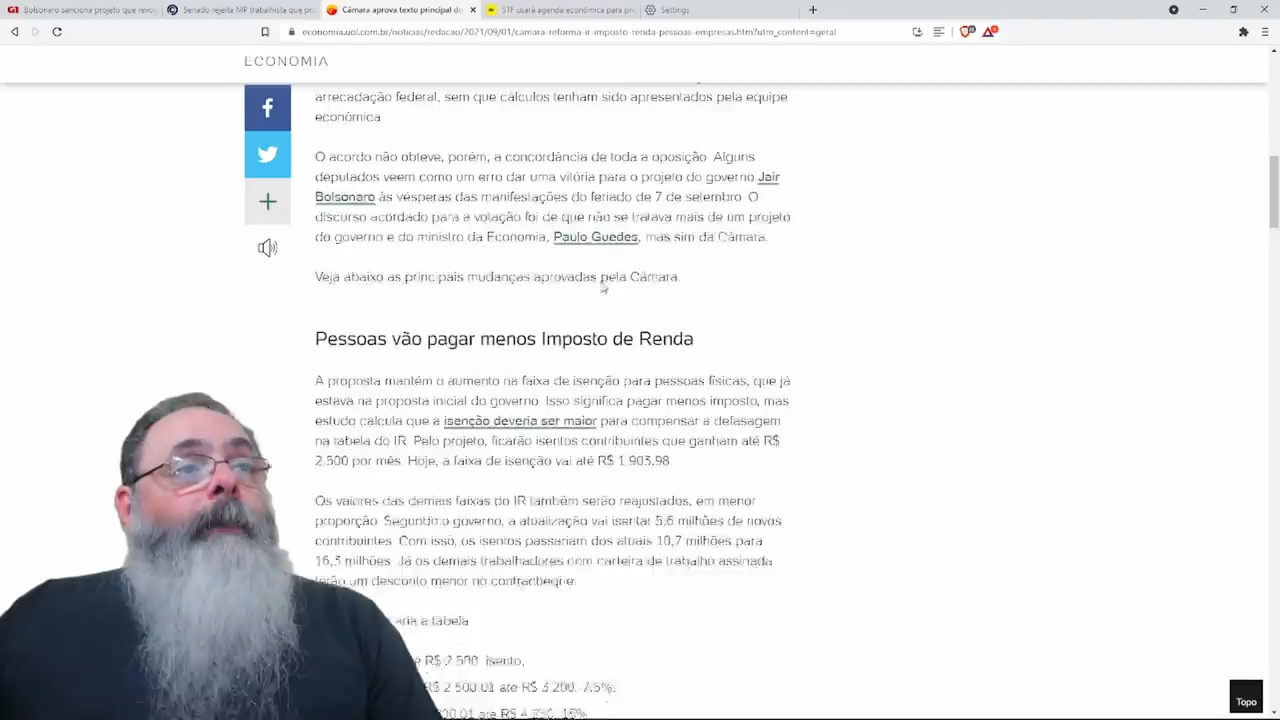 Bolsonaro sanciona projeto que revog
Senado rejeita MP trabalhista que pro
Câmara aprova texto principal do
STF usará agenda econômica para pre
Settings
economia.uol.com.br/noticias/redacao/2021/09/01/camara-reforma-ir-imposto-renda-pessoas-empresas.htm?utm_content=geral
ECONOMIA
arrecadação federal, sem que cálculos tenham sido apresentados pela equipe
econômica
O acordo não obteve, porém, a concordância de toda a oposição. Alguns
deputados veem como um erro dar uma vitória para o projeto do governo Jair
Bolsonaro às vésperas das manifestações do feriado de 7 de setembro. O
discurso acordado para a votação foi de que não se tratava mais de um projeto
do governo e do ministro da Economia, Paulo Guedes, mas sim da Câmara.
Veja abaixo as principais mudanças aprovadas pela Câmara.
Pessoas vão pagar menos Imposto de Renda
A proposta mantém o aumento na faixa de isenção para pessoas físicas, que já
estava na proposta inicial do governo. Isso significa pagar menos imposto, mas
estudo calcula que a isenção deveria ser maior para compensar a defasagem
na tabela do IR. Pelo projeto, ficarão isentos contribuintes que ganham até R$
2.500 por mês. Hoje, a faixa de isenção vai até R$ 1.903,98
Os valores das demais faixas do IR também serão reajustados, em menor
proporção. Segundo o governo, a atualização vai isentar 5,6 milhões de novos
contribuintes. Com isso, os isentos passariam dos atuais 10,7 milhões para
16,3 milhões. Já os demais trabalhadores com carteira de trabalho assinada
terão um desconto menor no contracheque.
a tabela
R$ 2.500: isento;
R$ 2.500,01 até R$ 3.200: 7,5%;
00,01 até R$ 4.250: 15%
Topo